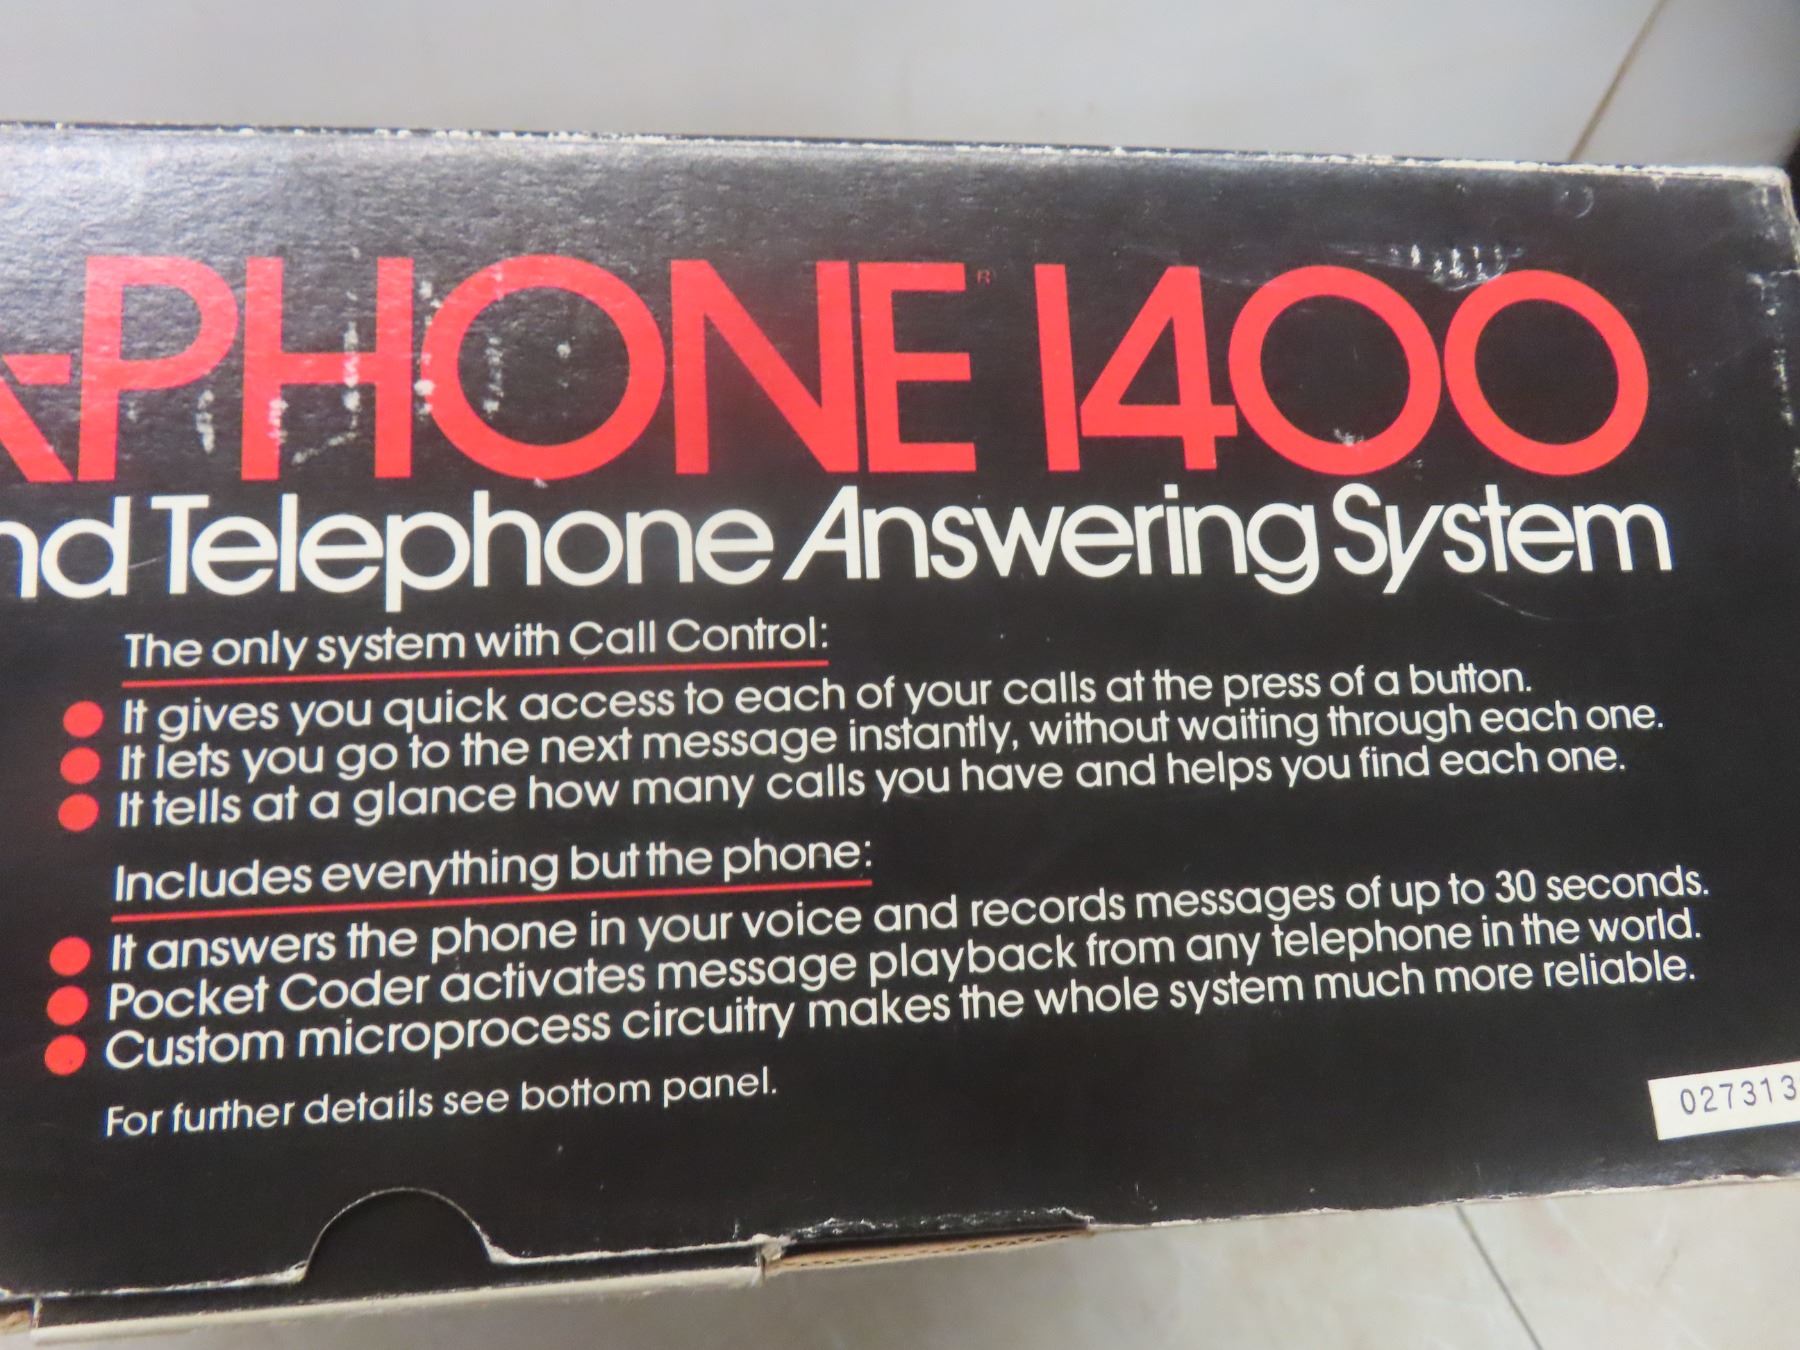 -PHONE® 1400
Telephone Answering System
The only system with Call Control:
It gives you quick access to each of your calls at the press of a button.
It lets you go to the next message instantly, without waiting through each one.
It tells at a glance how many calls you have and helps you find each one.
Includes everything but the phone:
It answers the phone in your voice and records messages of up to 30 seconds.
Pocket Coder activates message playback from any telephone in the world.
Custom microprocess circuitry makes the whole system much more reliable.
For further details see bottom panel.
027313